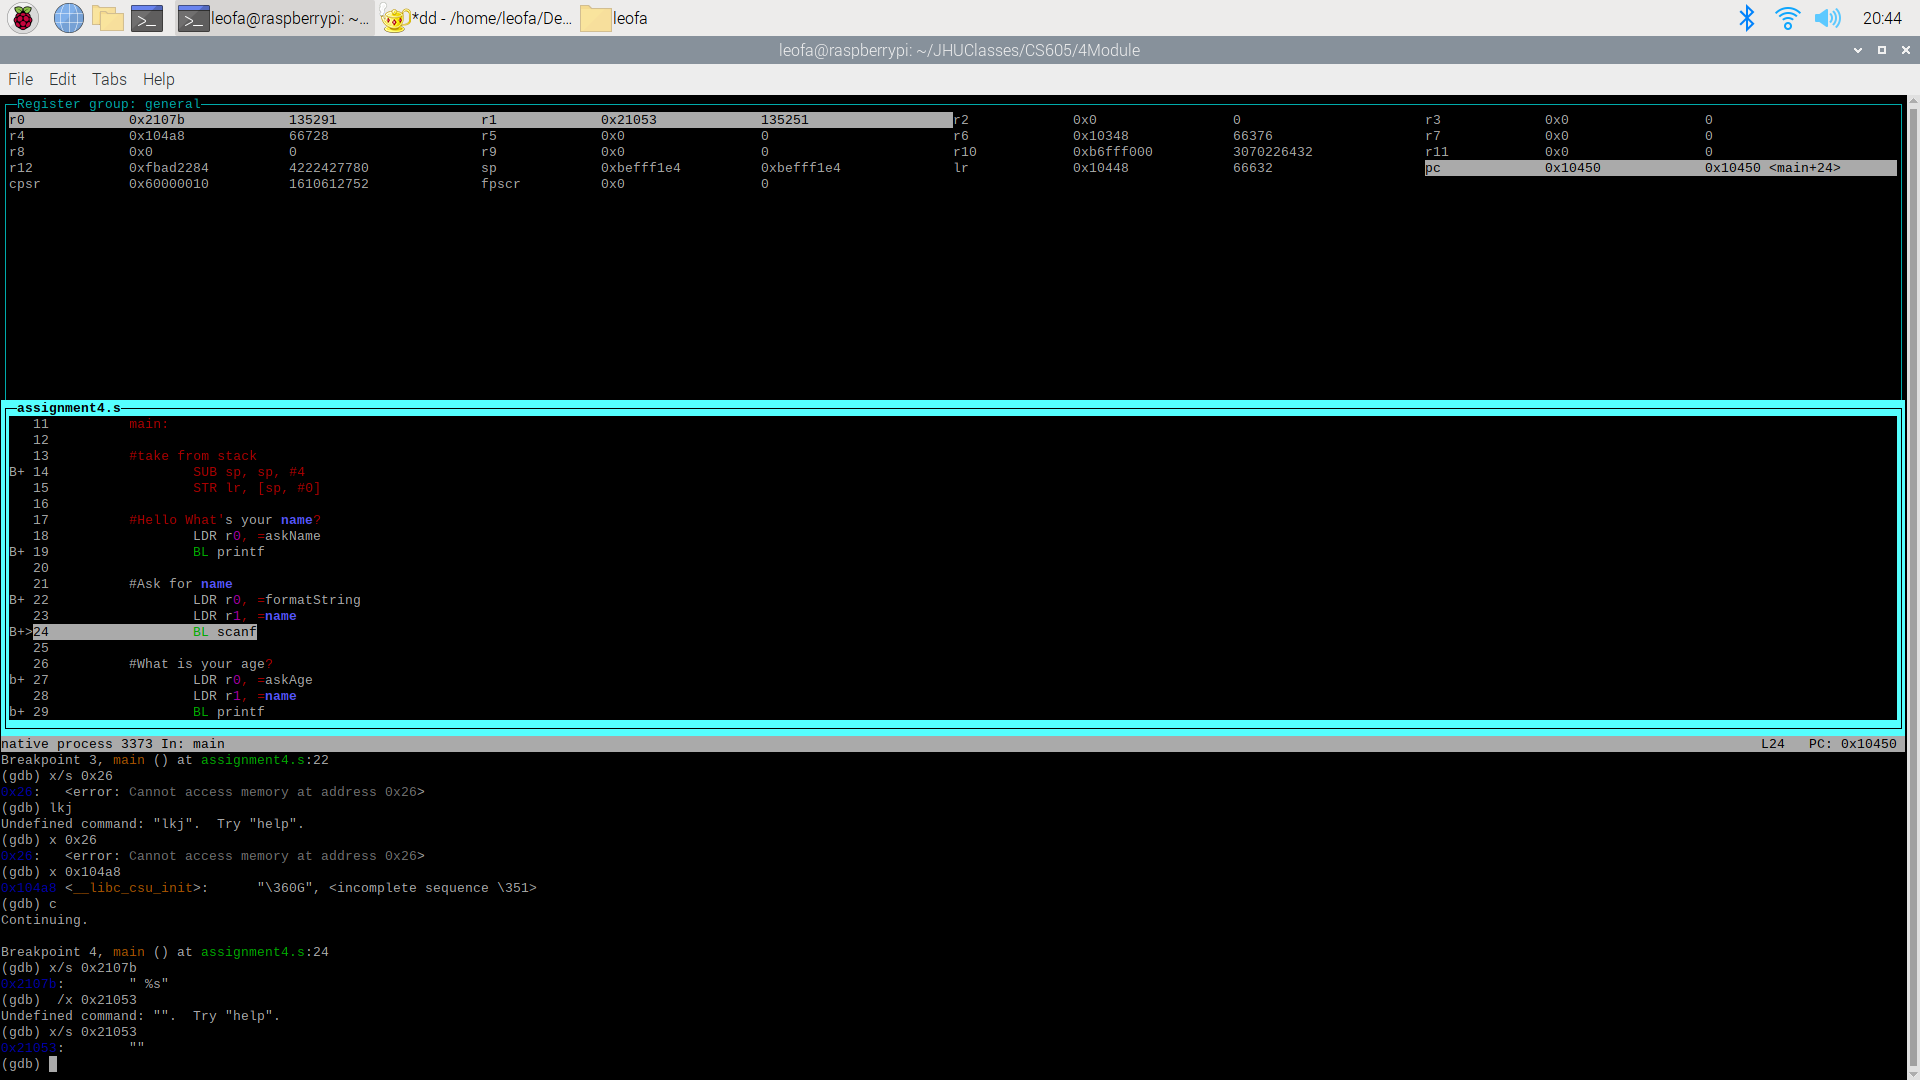 leofa@raspberrypi: ~... *dd - /home/leofa/De... leofa 20:44
leofa@raspberrypi: ~/JHUClasses/CS605/4Module
File Edit Tabs Help
Register group: general
r0 0x2107b 135291 r1 0x21053 135251 r2 0x0 0 r3 0x0 0
r4 0x104a8 66728 r5 0x0 0 r6 0x10348 66376 r7 0x0 0
r8 0x0 0 r9 0x0 0 r10 0xb6fff000 3070226432 r11 0x0 0
r12 0xfbad2284 4222427780 sp 0xbefff1e4 0xbefff1e4 lr 0x10448 66632 pc 0x10450 0x10450 <main+24>
cpsr 0x60000010 1610612752 fpscr 0x0 0
assignment4.s
11 main:
12
13 #take from stack
B+ 14 SUB sp, sp, #4
15 STR lr, [sp, #0]
16
17 #Hello What's your name?
18 LDR r0, =askName
B+ 19 BL printf
20
21 #Ask for name
B+ 22 LDR r0, =formatString
23 LDR r1, =name
B+>24 BL scanf
25
26 #What is your age?
b+ 27 LDR r0, =askAge
28 LDR r1, =name
b+ 29 BL printf
native process 3373 In: main L24 PC: 0x10450
Breakpoint 3, main () at assignment4.s:22
(gdb) x/s 0x26
0x26: <error: Cannot access memory at address 0x26>
(gdb) lkj
Undefined command: "lkj". Try "help".
(gdb) x 0x26
0x26: <error: Cannot access memory at address 0x26>
(gdb) x 0x104a8
0x104a8 <__libc_csu_init>: "\360G", <incomplete sequence \351>
(gdb) c
Continuing.
Breakpoint 4, main () at assignment4.s:24
(gdb) x/s 0x2107b
0x2107b: " %s"
(gdb) /x 0x21053
Undefined command: "". Try "help".
(gdb) x/s 0x21053
0x21053: ""
(gdb)